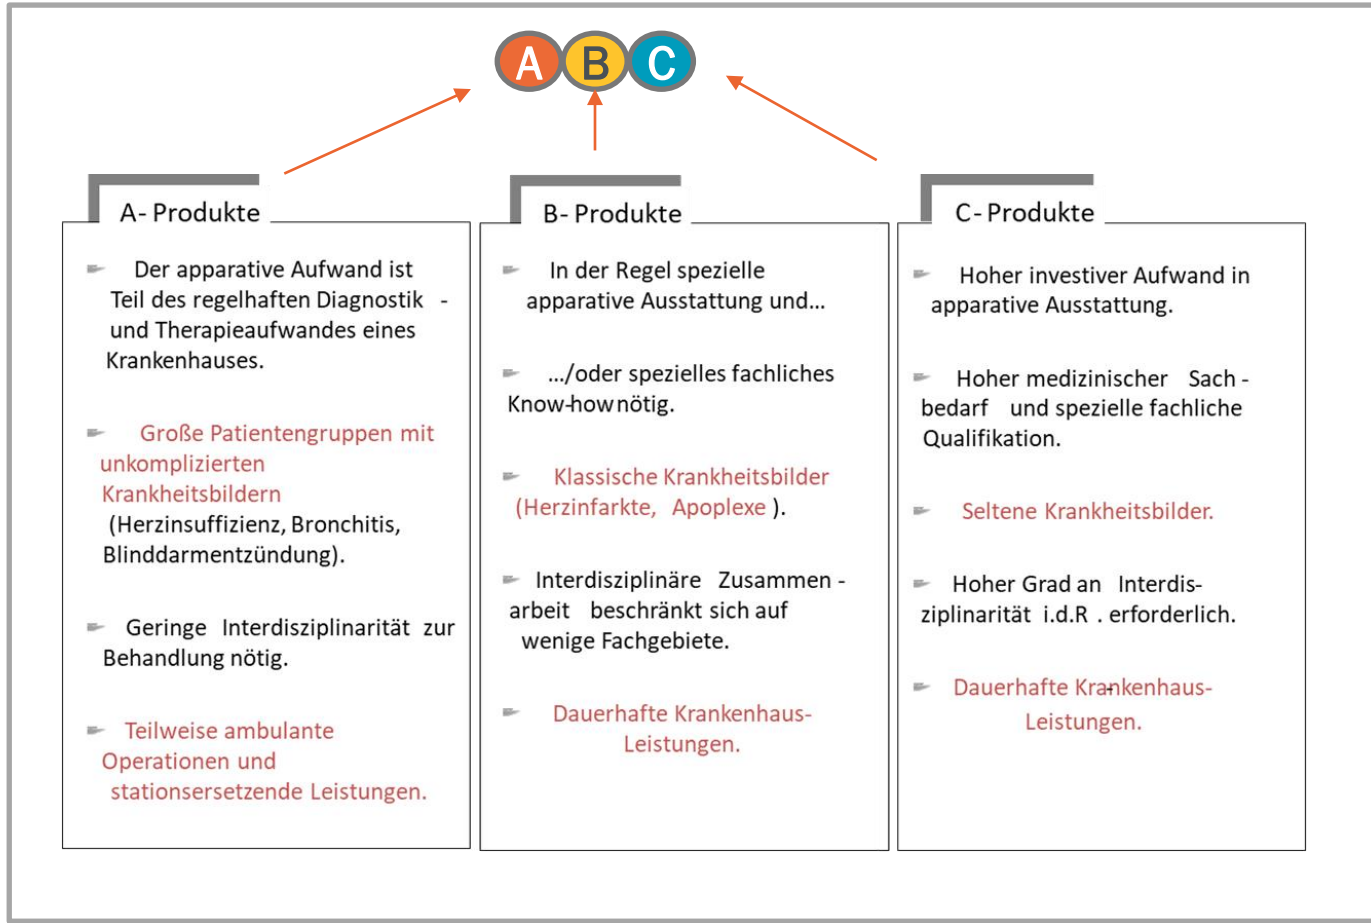 A B C
A- Produkte
Der apparative Aufwand ist
Teil des regelhaften Diagnostik -
und Therapieaufwandes eines
Krankenhauses.
Große Patientengruppen mit
unkomplizierten
Krankheitsbildern
(Herzinsuffizienz, Bronchitis,
Blinddarmentzündung).
Geringe Interdisziplinarität zur
Behandlung nötig.
Teilweise ambulante
Operationen und
stationsersetzende Leistungen.
B- Produkte
In der Regel spezielle
apparative Ausstattung und...
.../oder spezielles fachliches
Know-how nötig.
Klassische Krankheitsbilder
(Herzinfarkte, Apoplexe ).
Interdisziplinäre Zusammen -
arbeit beschränkt sich auf
wenige Fachgebiete.
Dauerhafte Krankenhaus-
Leistungen.
C- Produkte
Hoher investiver Aufwand in
apparative Ausstattung.
Hoher medizinischer Sach -
bedarf und spezielle fachliche
Qualifikation.
Seltene Krankheitsbilder.
Hoher Grad an Interdis-
ziplinarität i.d.R . erforderlich.
Dauerhafte Krankenhaus-
Leistungen.